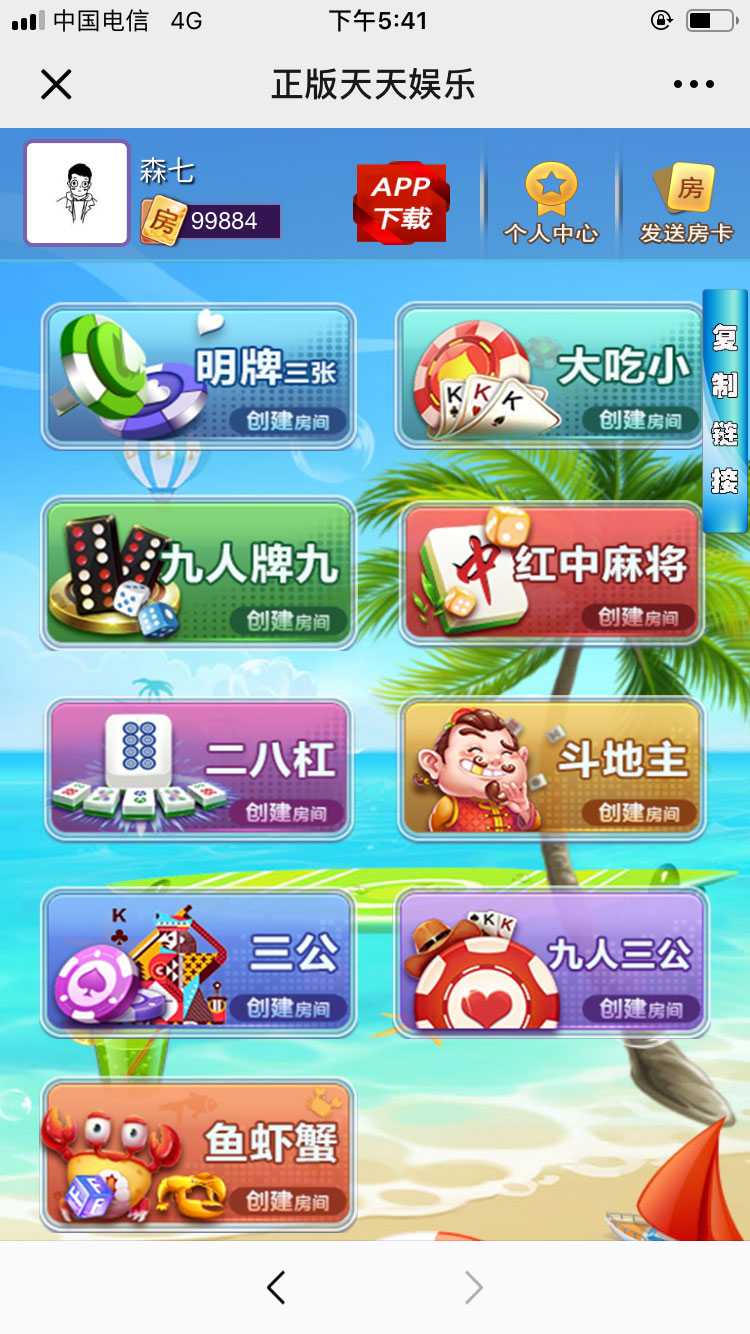 中国电信 4G 下午5:41
正版天天娱乐
森七
房 99884
APP
下载
个人中心
房
发送房卡
复制链接
明牌三张
创建房间
大吃小
K K K
创建房间
九人牌九
创建房间
中
红中麻将
创建房间
二八杠
创建房间
斗地主
创建房间
K
三公
创建房间
K K
九人三公
创建房间
鱼虾蟹
F F
创建房间